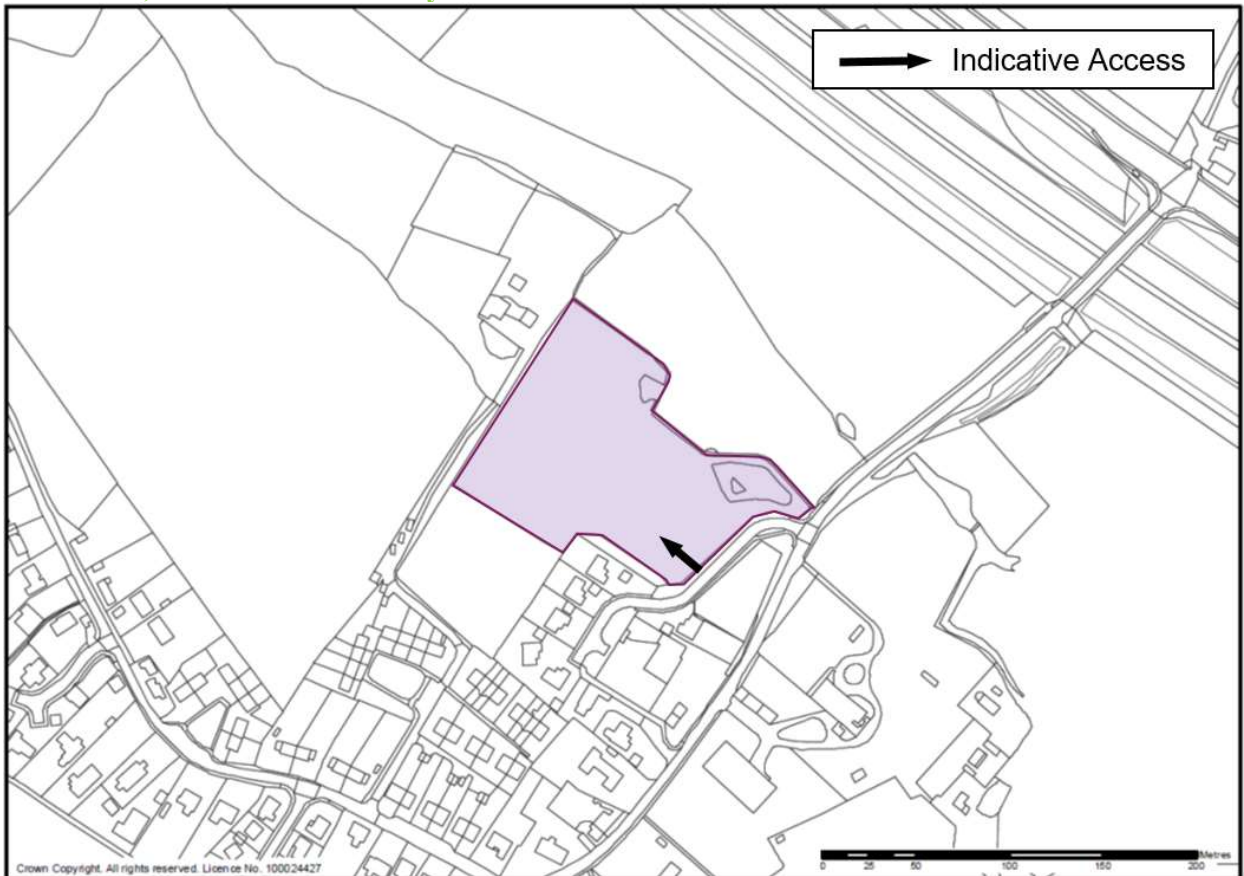 Indicative Access
Crown Copyright. All rights reserved. Licence No. 100024427
Metres
0 25 50 100 150 200